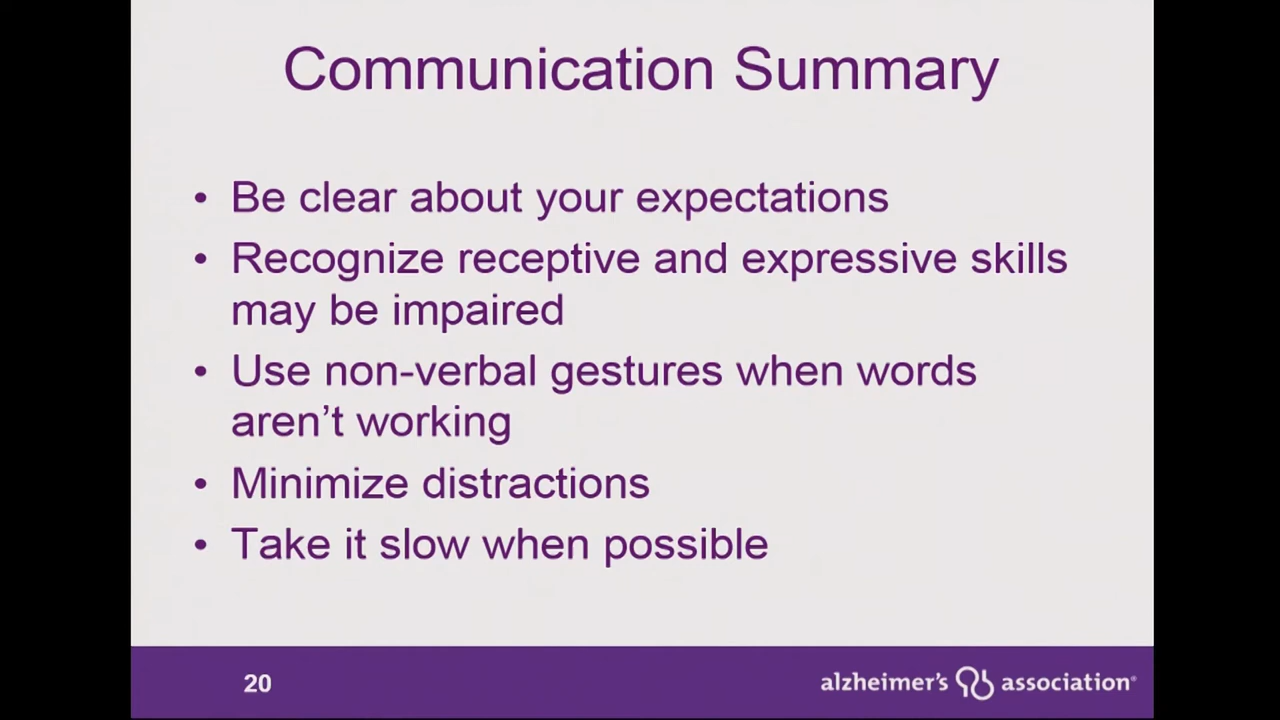 Communication Summary
• Be clear about your expectations
• Recognize receptive and expressive skills
may be impaired
• Use non-verbal gestures when words
aren’t working
• Minimize distractions
• Take it slow when possible
20
alzheimer's association®